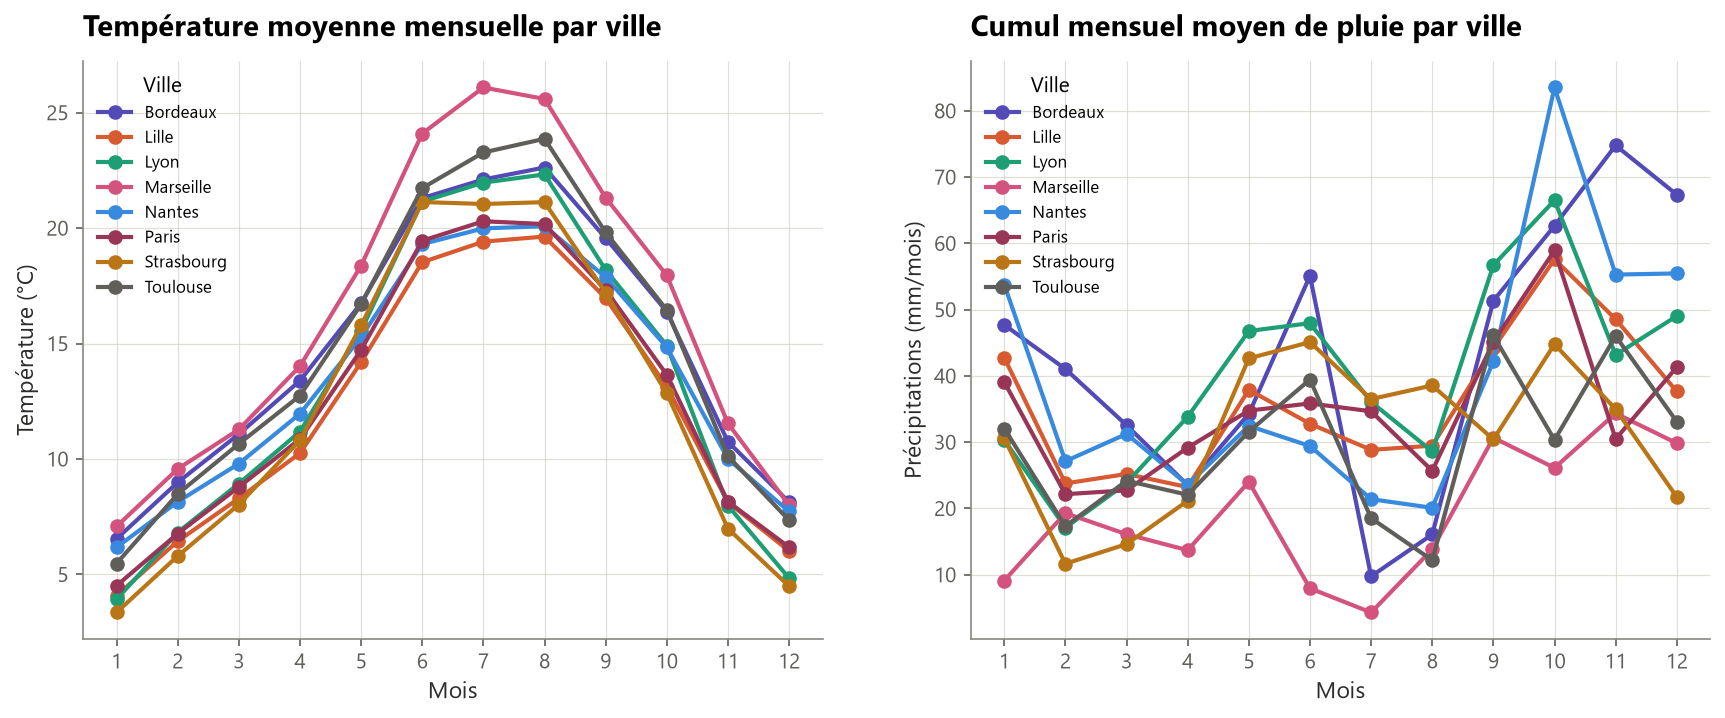 Température moyenne mensuelle par ville
Température (°C)
25
20
15
10
5
Ville
Bordeaux
Lille
Lyon
Marseille
Nantes
Paris
Strasbourg
Toulouse
1 2 3 4 5 6 7 8 9 10 11 12
Mois
Cumul mensuel moyen de pluie par ville
Précipitations (mm/mois)
80
70
60
50
40
30
20
10
Ville
Bordeaux
Lille
Lyon
Marseille
Nantes
Paris
Strasbourg
Toulouse
1 2 3 4 5 6 7 8 9 10 11 12
Mois